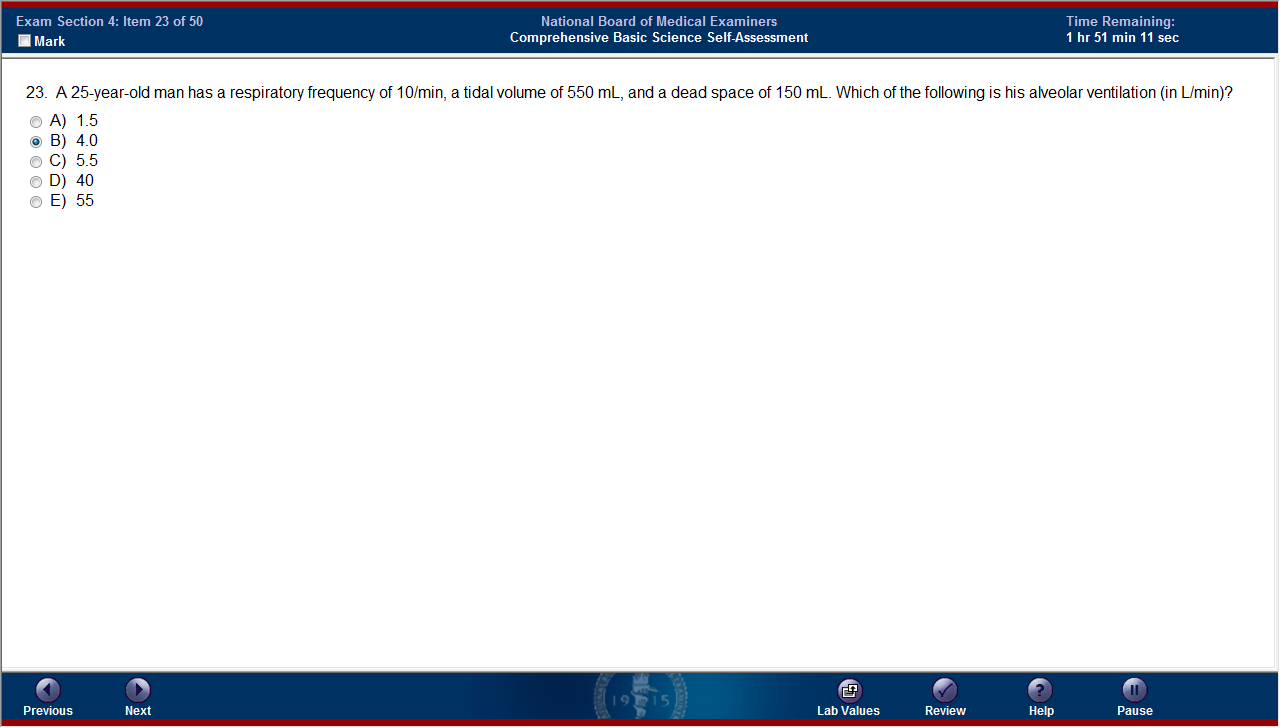 Exam Section 4: Item 23 of 50
National Board of Medical Examiners
Time Remaining:
Mark
Comprehensive Basic Science Self-Assessment
1 hr 51 min 11 sec
23. A 25-year-old man has a respiratory frequency of 10/min, a tidal volume of 550 mL, and a dead space of 150 mL. Which of the following is his alveolar ventilation (in L/min)?
A) 1.5
B) 4.0
C) 5.5
D) 40
E) 55
1915
Previous
Next
Lab Values
Review
Help
Pause